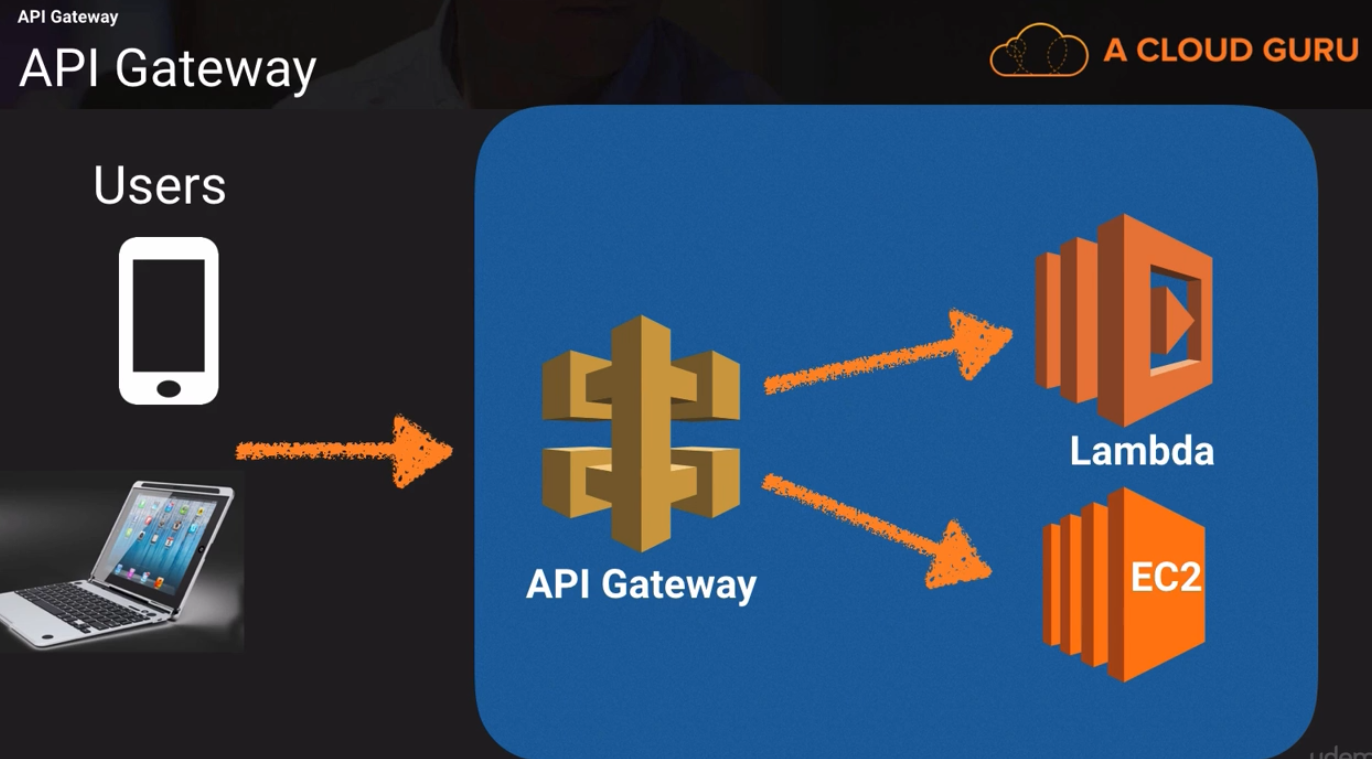 API Gateway
API Gateway
A CLOUD GURU
Users
Lambda
EC2
API Gateway